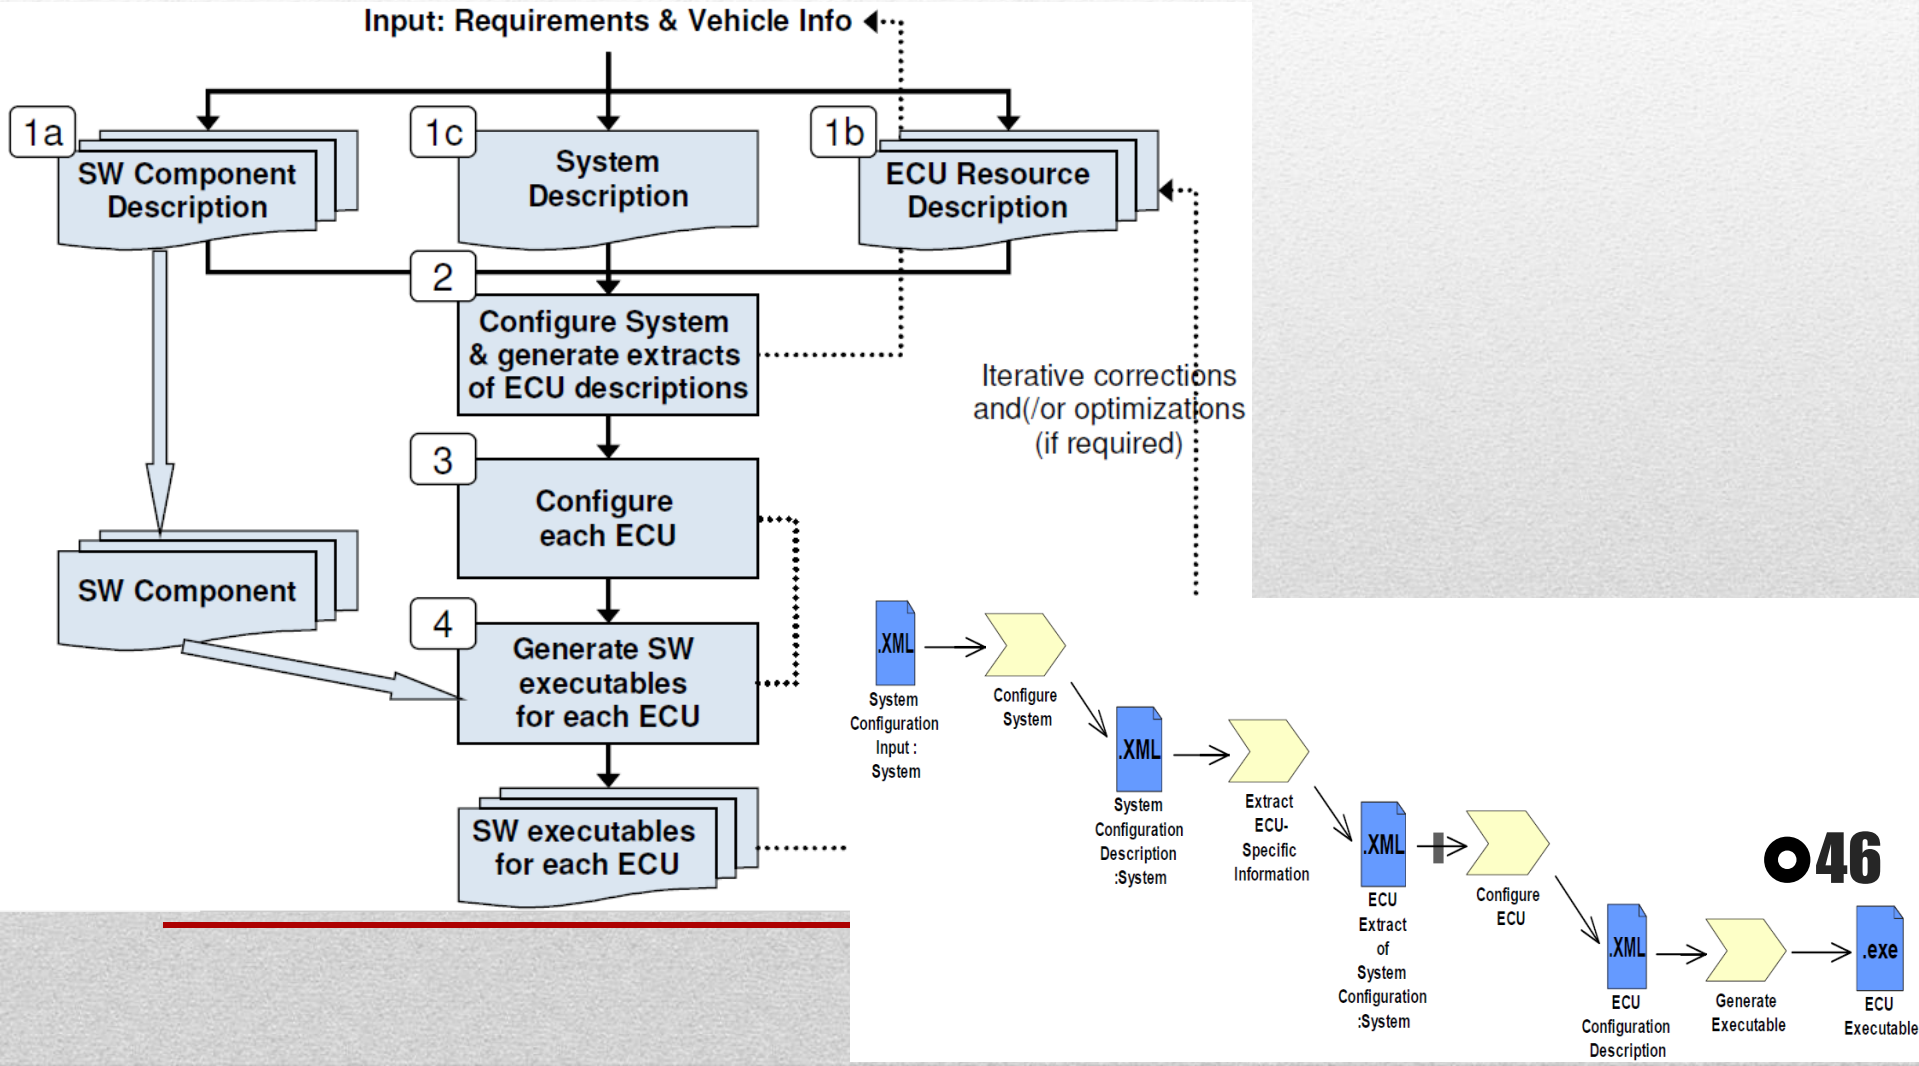 Input: Requirements & Vehicle Info
1a
SW Component
Description
1c
System
Description
1b
ECU Resource
Description
2
Configure System
& generate extracts
of ECU descriptions
Iterative corrections
and(/or optimizations
(if required)
3
Configure
each ECU
SW Component
4
Generate SW
executables
for each ECU
SW executables
for each ECU
.XML
System
Configuration
Input :
System
Configure
System
.XML
System
Configuration
Description
:System
Extract
ECU-
Specific
Information
.XML
ECU
Extract
of
System
Configuration
:System
Configure
ECU
.XML
ECU
Configuration
Description
Generate
Executable
.exe
ECU
Executable
46